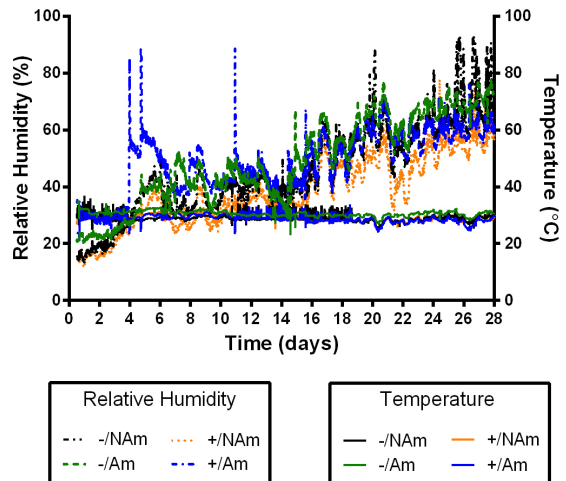 100
100
80
80
60
60
40
40
20
20
0
0
Relative Humidity (%)
Temperature (°C)
0 2 4 6 8 10 12 14 16 18 20 22 24 26 28
Time (days)
Relative Humidity
-/NAm +/NAm
-/Am +/Am
Temperature
-/NAm +/NAm
-/Am +/Am